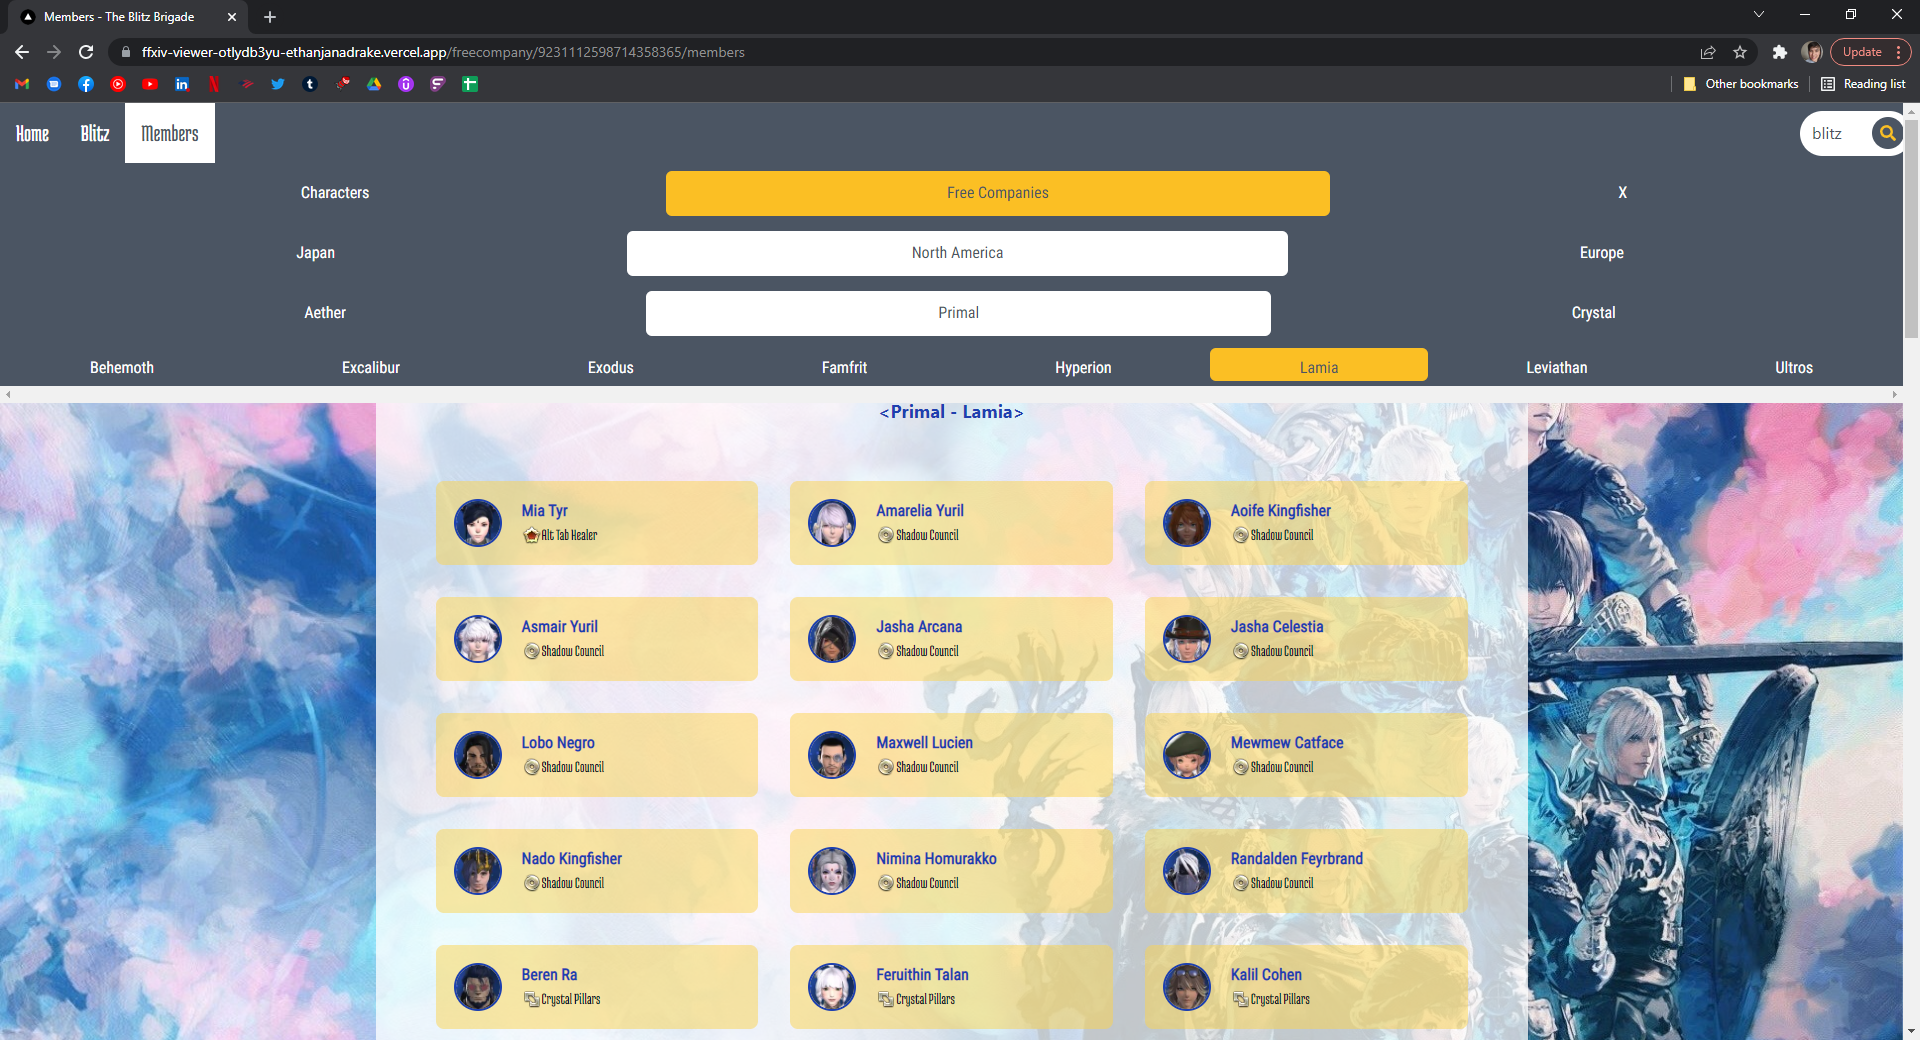 Members - The Blitz Brigade
ffxiv-viewer-otlydb3yu-ethanjanadrake.vercel.app/freecompany/9231112598714358365/members
Update
Other bookmarks
Reading list
Home Blitz Members
blitz
Characters Free Companies X
Japan North America Europe
Aether Primal Crystal
Behemoth Excalibur Exodus Famfrit Hyperion Lamia Leviathan Ultros
<Primal - Lamia>
Mia Tyr
Alt Tab Healer
Amarelia Yuril
Shadow Council
Aoife Kingfisher
Shadow Council
Asmair Yuril
Shadow Council
Jasha Arcana
Shadow Council
Jasha Celestia
Shadow Council
Lobo Negro
Shadow Council
Maxwell Lucien
Shadow Council
Mewmew Catface
Shadow Council
Nado Kingfisher
Shadow Council
Nimina Homurakko
Shadow Council
Randalden Feyrbrand
Shadow Council
Beren Ra
Crystal Pillars
Feruithin Talan
Crystal Pillars
Kalil Cohen
Crystal Pillars